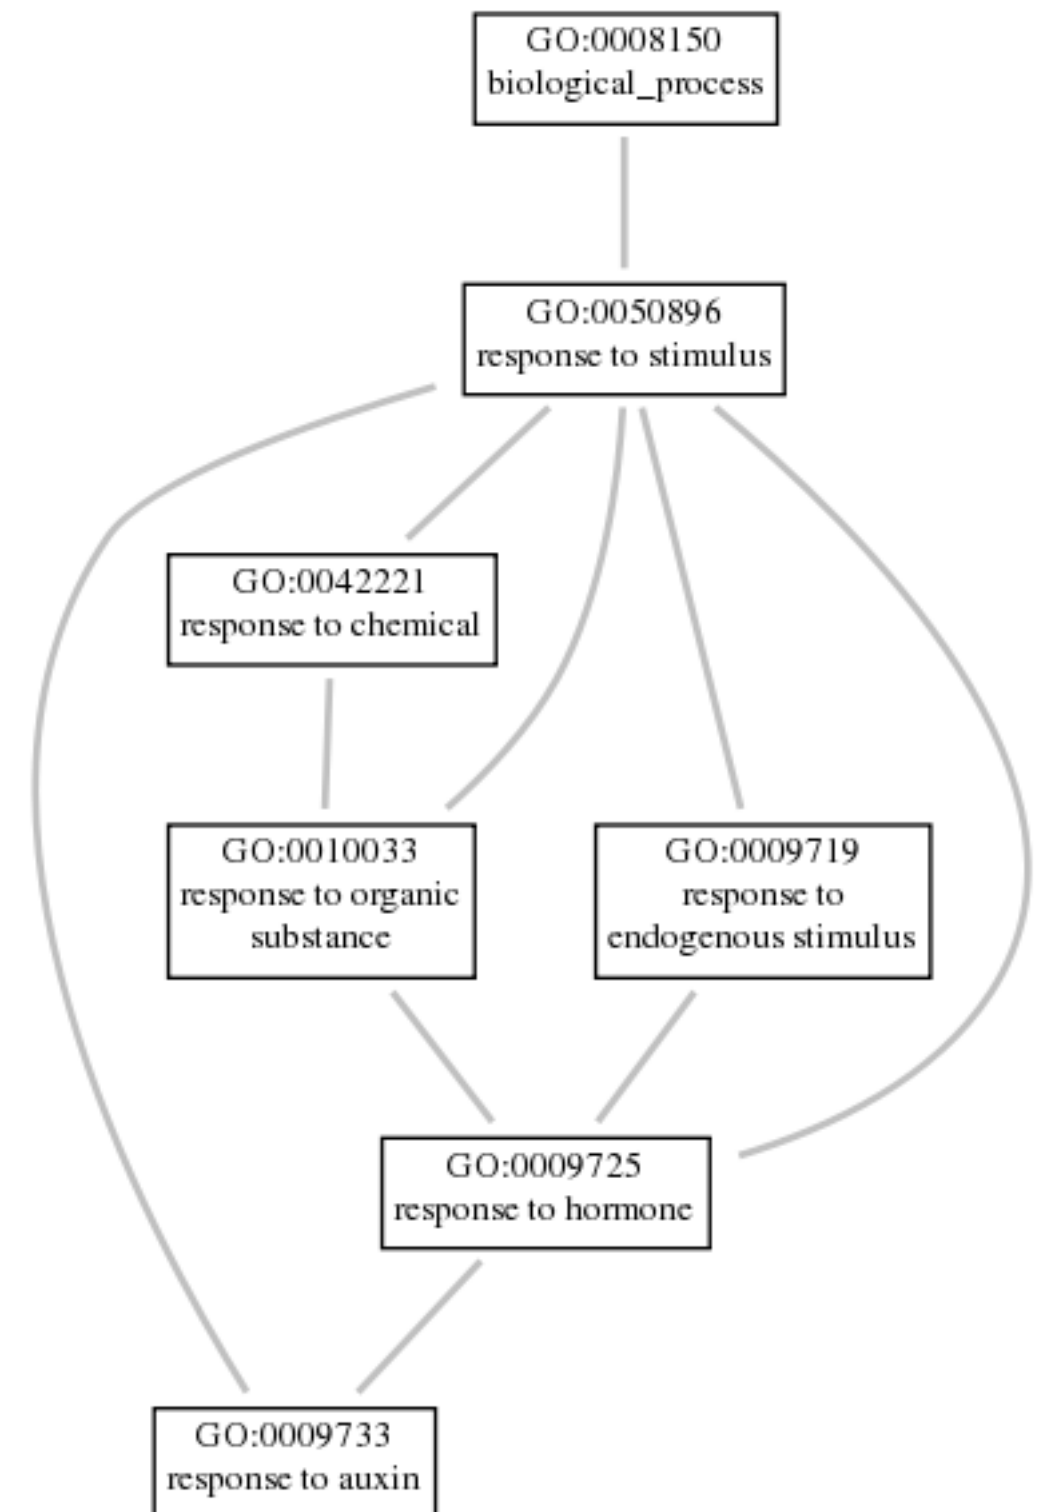 GO:0008150
biological_process
GO:0050896
response to stimulus
GO:0042221
response to chemical
GO:0010033
response to organic
substance
GO:0009719
response to
endogenous stimulus
GO:0009725
response to hormone
GO:0009733
response to auxin